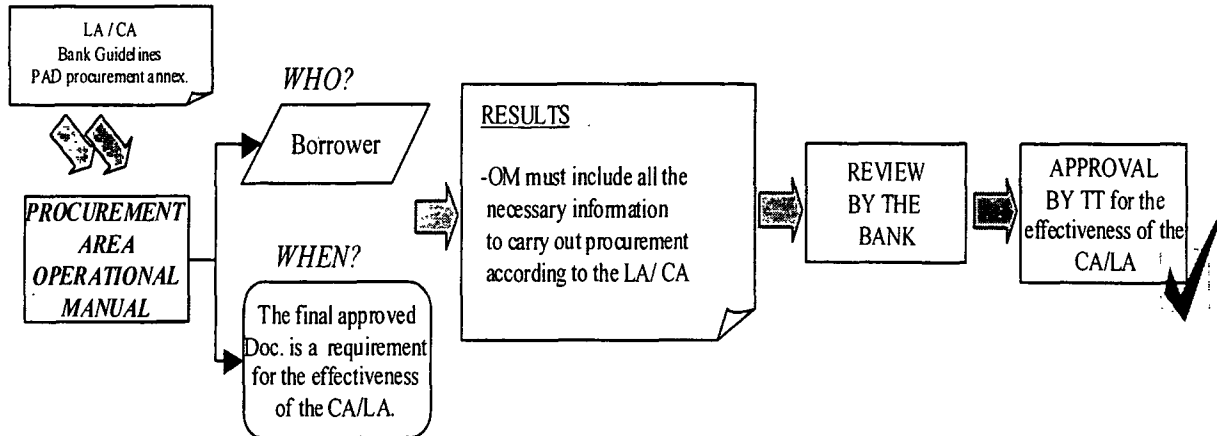 LA / CA
Bank Guidelines
PAD procurement annex.
PROCUREMENT
AREA
OPERATIONAL
MANUAL
WHO?
Borrower
WHEN?
The final approved
Doc. is a requirement
for the effectiveness
of the CA/LA.
RESULTS
-OM must include all the
necessary information
to carry out procurement
according to the LA/ CA
REVIEW
BY THE
BANK
APPROVAL
BY TT for the
effectiveness of the
CA/LA